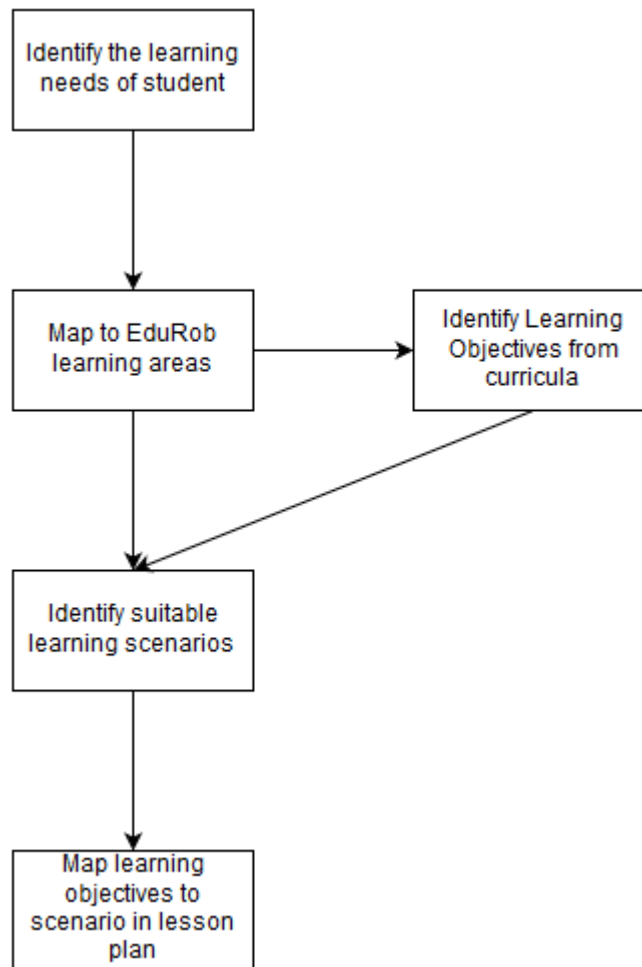 Identify the learning
needs of student
Map to EduRob
learning areas
Identify Learning
Objectives from
curricula
Identify suitable
learning scenarios
Map learning
objectives to
scenario in lesson
plan